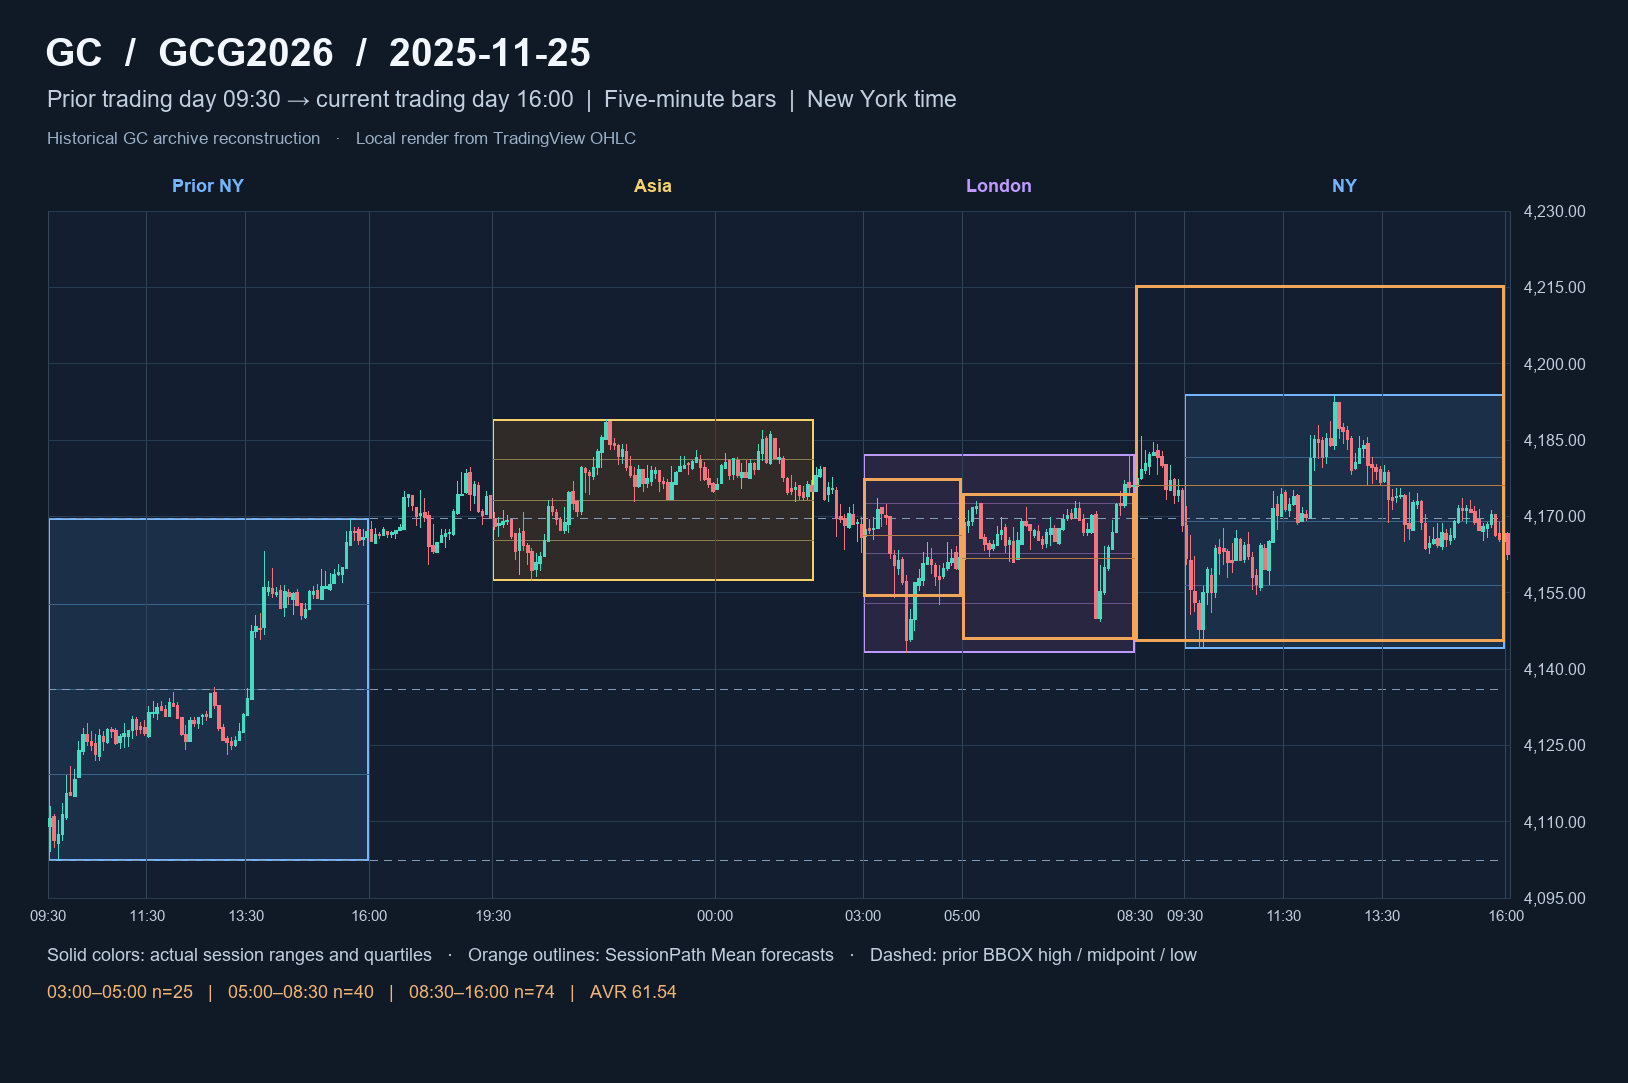 GC / GCG2026 / 2025-11-25
Prior trading day 09:30 → current trading day 16:00 | Five-minute bars | New York time
Historical GC archive reconstruction · Local render from TradingView OHLC
Prior NY Asia London NY
4,230.00
4,215.00
4,200.00
4,185.00
4,170.00
4,155.00
4,140.00
4,125.00
4,110.00
4,095.00
09:30 11:30 13:30 16:00 19:30 00:00 03:00 05:00 08:30 09:30 11:30 13:30 16:00
Solid colors: actual session ranges and quartiles · Orange outlines: SessionPath Mean forecasts · Dashed: prior BBOX high / midpoint / low
03:00–05:00 n=25 | 05:00–08:30 n=40 | 08:30–16:00 n=74 | AVR 61.54